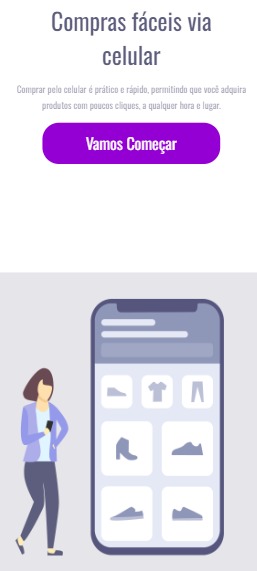 Compras fáceis via
celular
Comprar pelo celular é prático e rápido, permitindo que você adquira
produtos com poucos cliques, a qualquer hora e lugar.
Vamos Começar